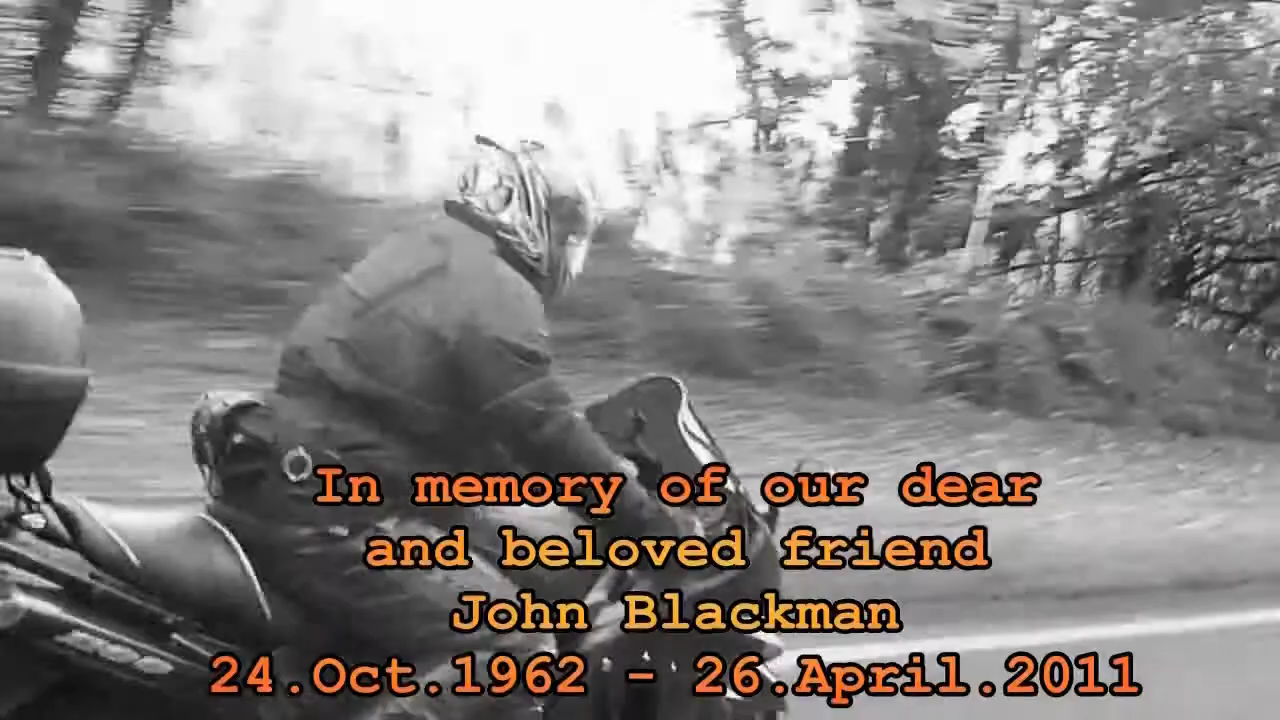 In memory of our dear
and beloved friend
John Blackman
24.Oct.1962 - 26.April.2011